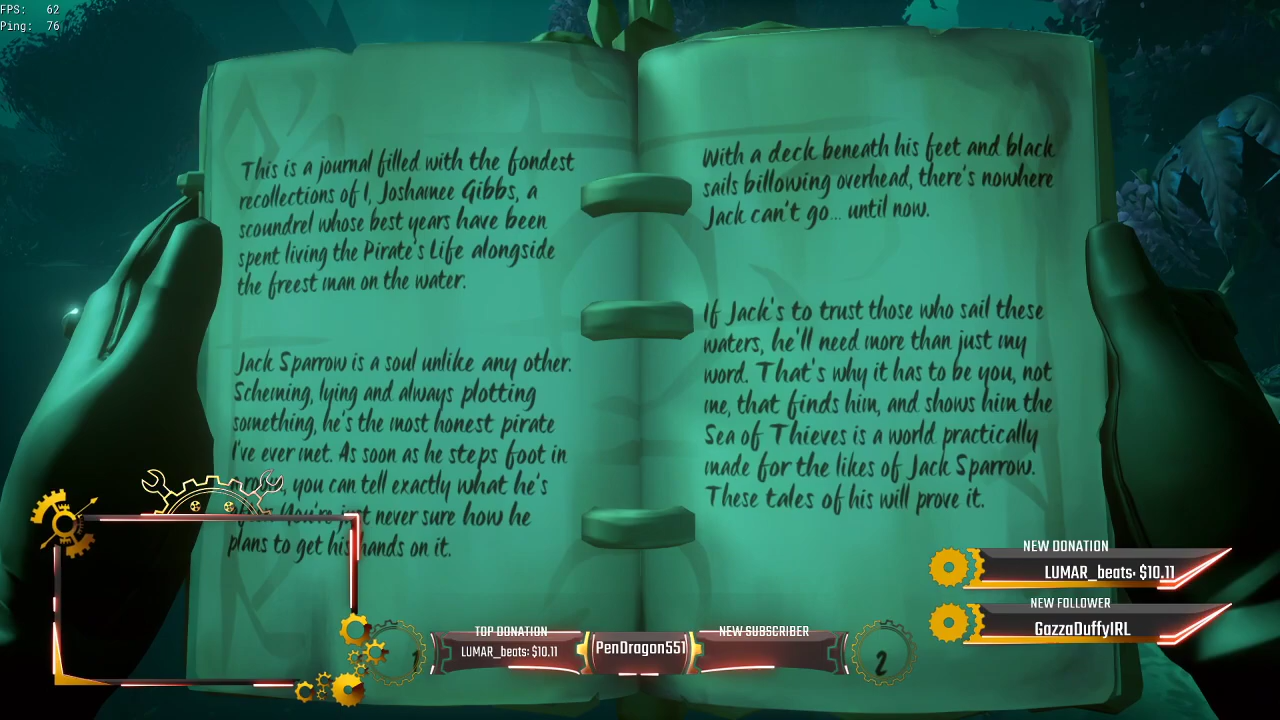 FPS: 62
Ping: 76
This is a journal filled with the fondest
recollections of I, Joshamee Gibbs, a
scoundrel whose best years have been
spent living the Pirate's Life alongside
the freest man on the water.
Jack Sparrow is a soul unlike any other.
Scheming, lying and always plotting
something, he's the most honest pirate
I've ever met. As soon as he steps foot in
you can tell exactly what he's
You're just never sure how he
plans to get his hands on it.
1
With a deck beneath his feet and black
sails billowing overhead, there's nowhere
Jack can't go... until now.
If Jack's to trust those who sail these
waters, he'll need more than just my
word. That's why it has to be you, not
me, that finds him, and shows him the
Sea of Thieves is a world practically
made for the likes of Jack Sparrow.
These tales of his will prove it.
2
NEW DONATION
LUMAR_beats: $10.11
NEW FOLLOWER
GazzaDuffyIRL
TOP DONATION
LUMAR_beats: $10.11
PenDragon551
NEW SUBSCRIBER